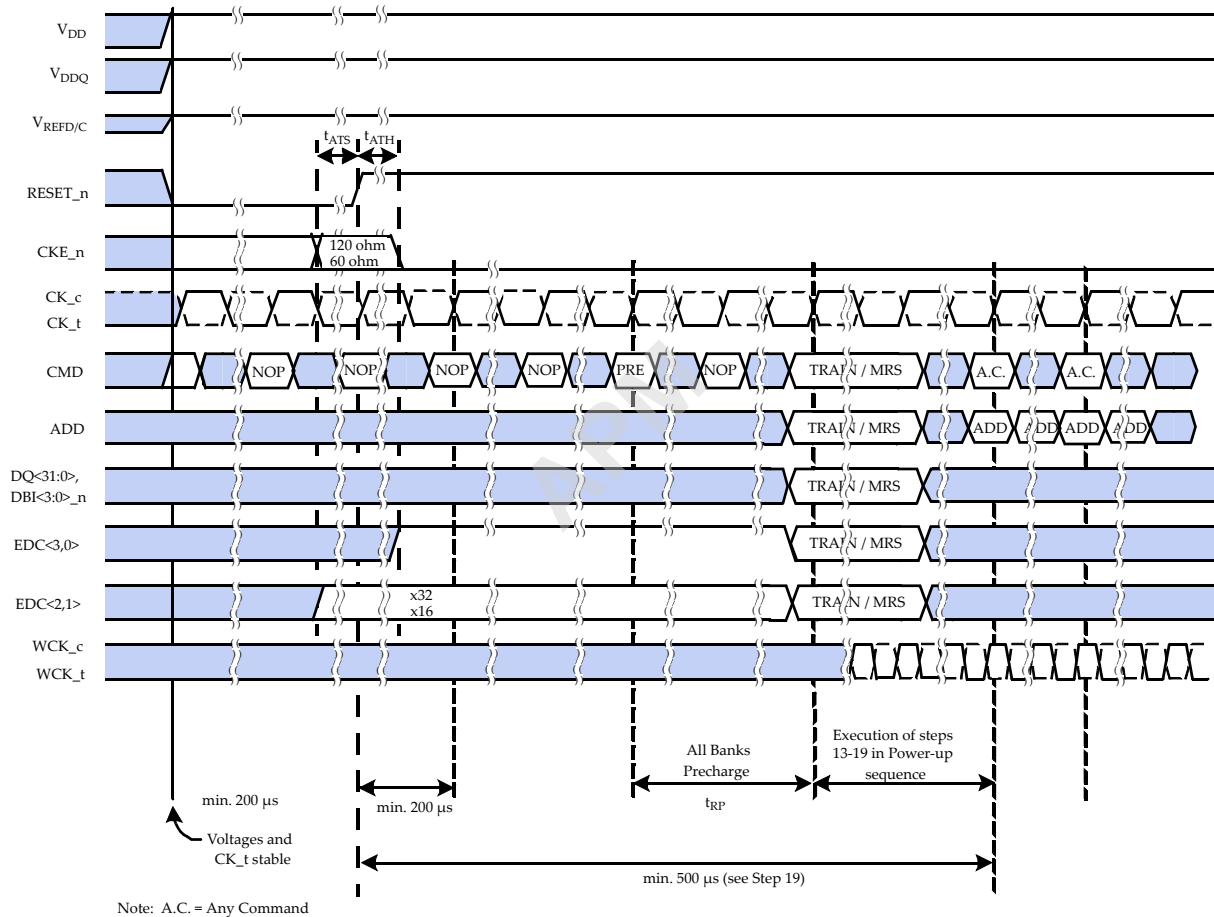 VDD
VDDQ
VREFD/C
tATS tATH
RESET_n
CKE_n
120 ohm
60 ohm
CK_c
CK_t
CMD NOP NOP NOP NOP PRE NOP TRAIN / MRS A.C. A.C.
ADD TRAIN / MRS ADD ADD ADD ADD
DQ<31:0>,
DBI<3:0>_n
TRAIN / MRS
EDC<3,0> TRAIN / MRS
EDC<2,1>
x32
x16
TRAIN / MRS
WCK_c
WCK_t
APM
min. 200 µs
min. 200 µs
All Banks
Precharge
tRP
Execution of steps
13-19 in Power-up
sequence
Voltages and
CK_t stable
min. 500 µs (see Step 19)
Note: A.C. = Any Command